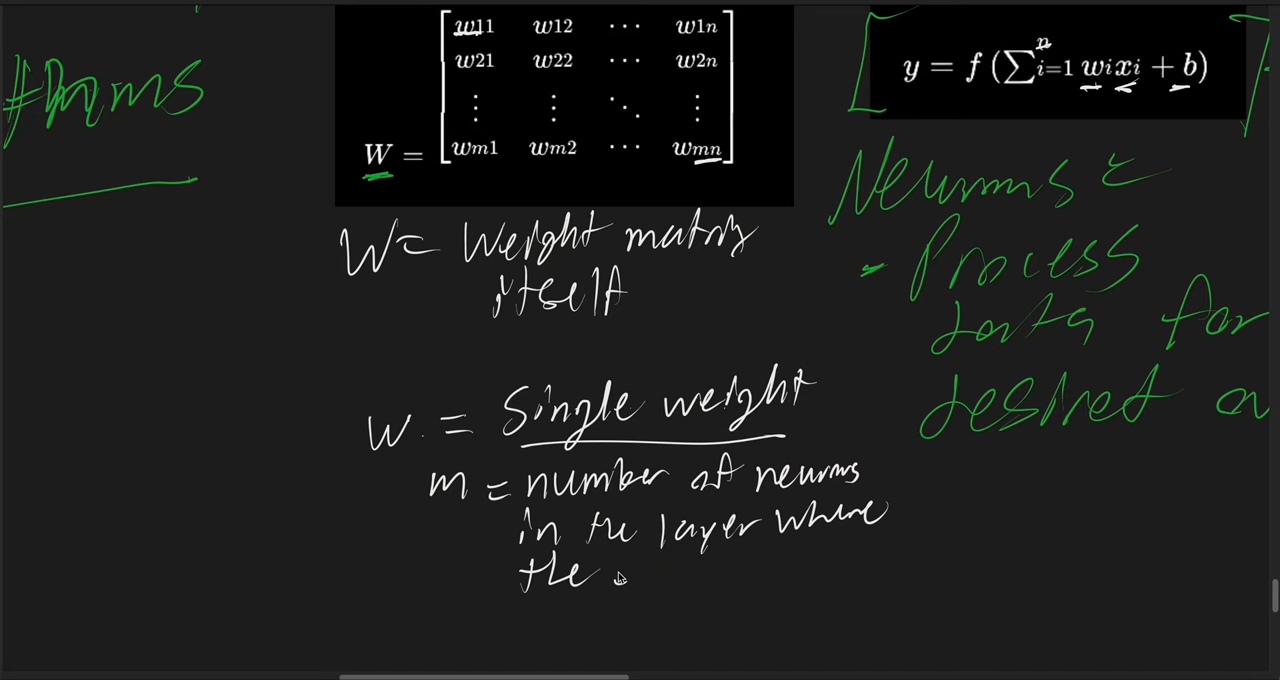 w11 w12 ⋯ w1n
w21 w22 ⋯ w2n
⋮ ⋮ ⋱ ⋮
W = wm1 wm2 ⋯ wmn
W = Weight matrix
itself
w = Single weight
m = number of neurons
in the layer where
the
y = f (∑ⁿi=1 wixi + b)
Neurons
- Process
data for
desired